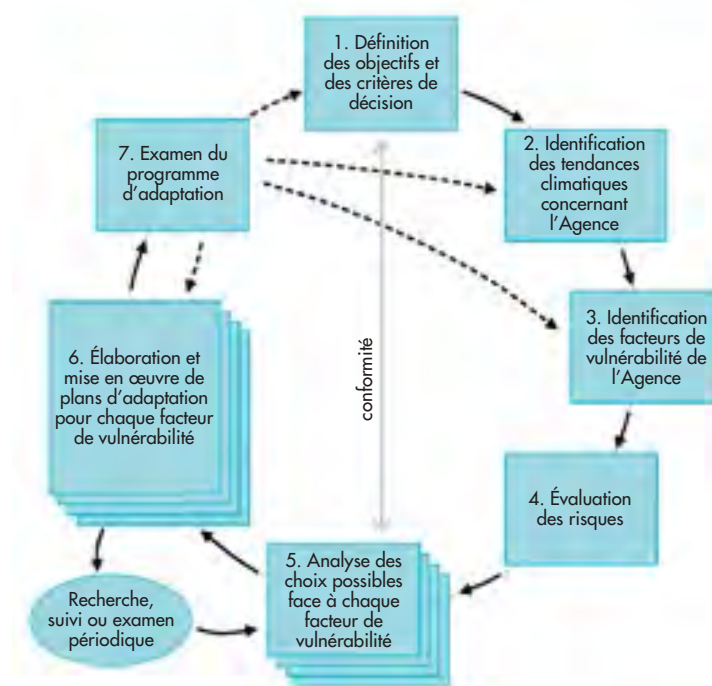 1. Définition
des objectifs et
des critères de
décision
2. Identification
des tendances
climatiques
concernant
l'Agence
3. Identification
des facteurs de
vulnérabilité de
l'Agence
4. Évaluation
des risques
5. Analyse des
choix possibles
face à chaque
facteur de
vulnérabilité
6. Élaboration et
mise en œuvre de
plans d'adaptation
pour chaque facteur
de vulnérabilité
7. Examen du
programme
d'adaptation
Recherche,
suivi ou examen
périodique
conformité